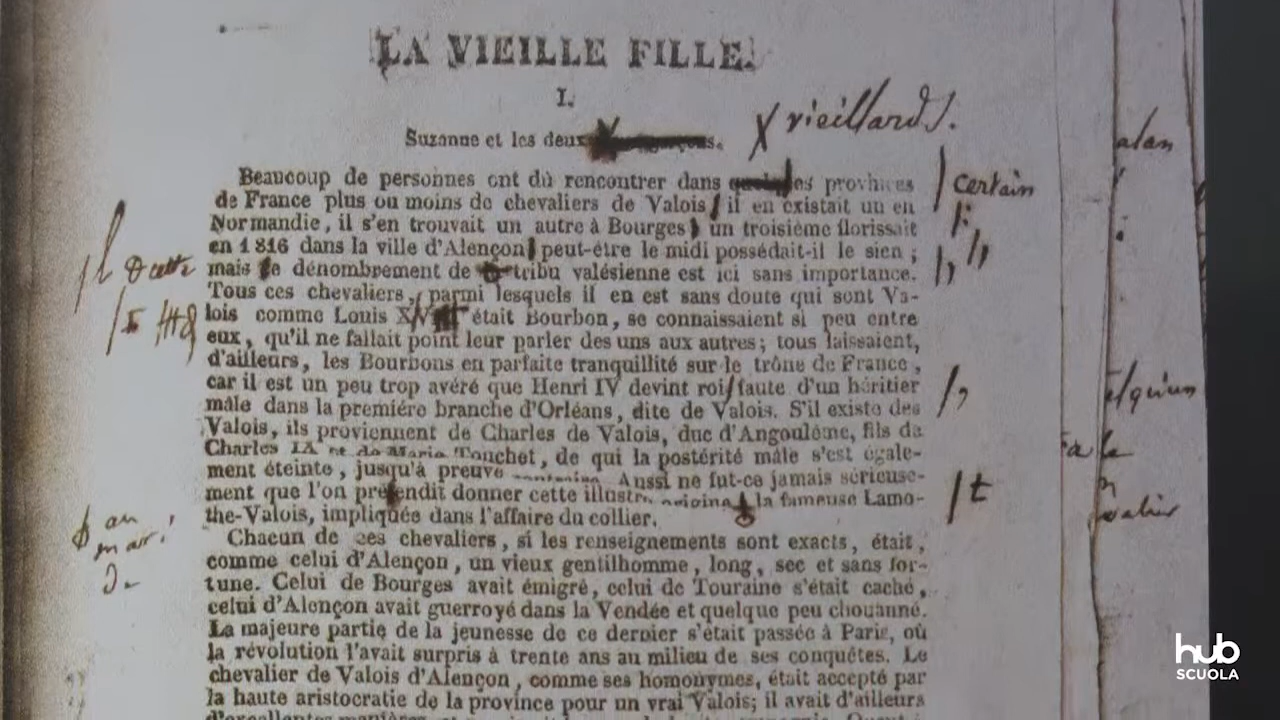 LA VIEILLE FILLE.
I.
Suzanne et les deux
vieillards.
Beaucoup de personnes ont dû rencontrer dans provinces
certain
de France plus ou moins de chevaliers de Valois, il en existait un en
Normandie, il s'en trouvait un autre à Bourges, un troisième florissait
en 1816 dans la ville d'Alençon, peut-être le midi possédait-il le sien ;
mais le dénombrement de tribu valésienne est ici sans importance.
Tous ces chevaliers, parmi lesquels il en est sans doute qui sont Va-
lois comme Louis était Bourbon, se connaissaient si peu entre
eux, qu'il ne fallait point leur parler des uns aux autres ; tous laissaient,
d'ailleurs, les Bourbons en parfaite tranquillité sur le trône de France,
car il est un peu trop avéré que Henri IV devint roi faute d'un héritier
mâle dans la premiére branche d'Orléans, dite de Valois. S'il existe des
Valois, ils proviennent de Charles de Valois, duc d'Angoulême, fils de
Charles IX et de Marie Touchet, de qui la postérité mâle s'est égale-
ment éteinte, jusqu'à preuve Aussi ne fut-ce jamais sérieuse-
ment que l'on prétendit donner cette illustre origine à la fameuse Lamo-
the-Valois, impliquée dans l'affaire du collier.
Chacun de ces chevaliers, si les renseignements sont exacts, était,
comme celui d'Alençon, un vieux gentilhomme, long, sec et sans for-
tune. Celui de Bourges avait émigré, celui de Touraine s'était caché,
celui d'Alençon avait guerroyé dans la Vendée et quelque peu chouanné.
La majeure partie de la jeunesse de ce dernier s'était passée à Paris, où
la révolution l'avait surpris à trente ans au milieu de ses conquêtes. Le
chevalier de Valois d'Alençon, comme ses homonymes, était accepté par
la haute aristocratie de la province pour un vrai Valois; il avait d'ailleurs
d'excellentes manières
hub
SCUOLA